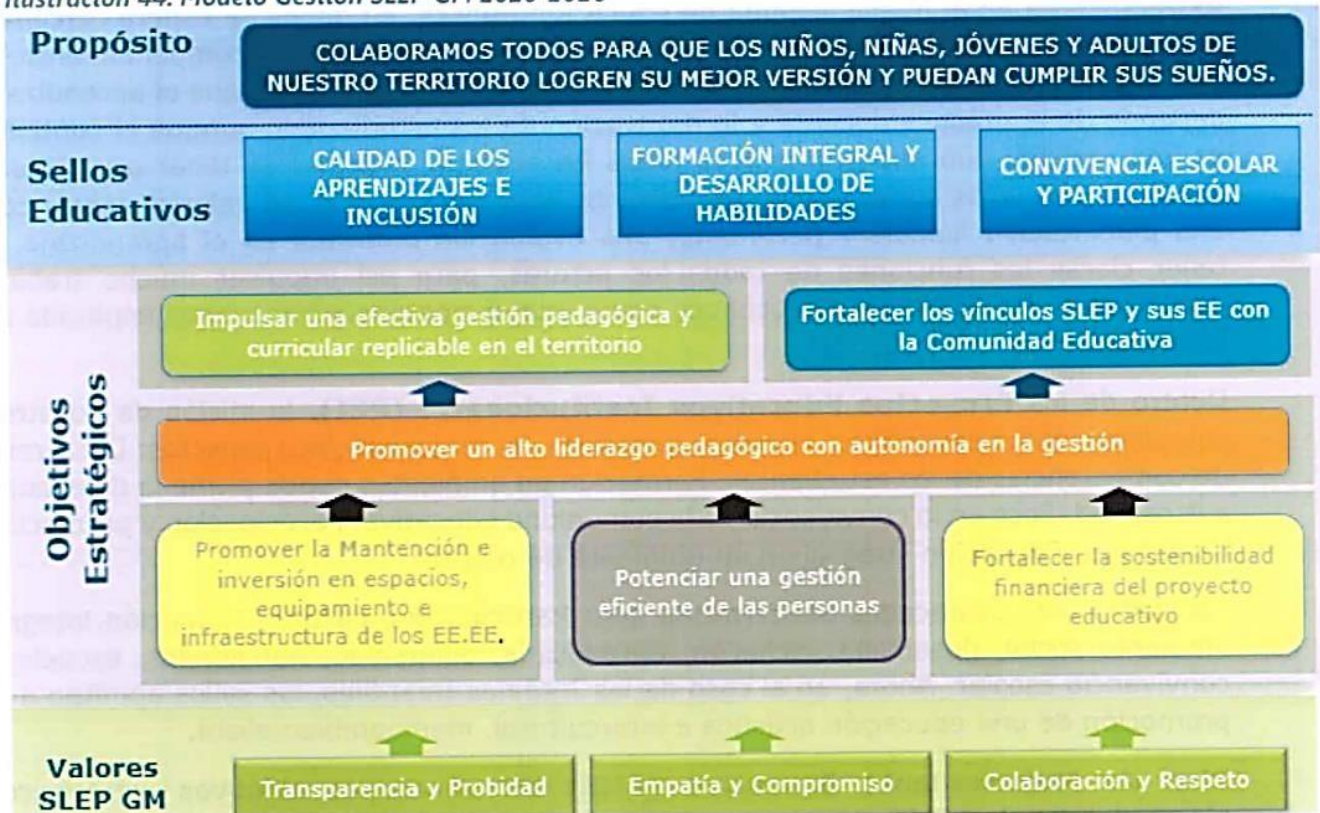 Ilustración 44. Modelo Gestión SLEP
Propósito
COLABORAMOS TODOS PARA QUE LOS NIÑOS, NIÑAS, JÓVENES Y ADULTOS DE
NUESTRO TERRITORIO LOGREN SU MEJOR VERSIÓN Y PUEDAN CUMPLIR SUS SUEÑOS.
Sellos
Educativos
CALIDAD DE LOS
APRENDIZAJES E
INCLUSIÓN
FORMACIÓN INTEGRAL Y
DESARROLLO DE
HABILIDADES
CONVIVENCIA ESCOLAR
Y PARTICIPACIÓN
Objetivos
Estratégicos
Impulsar una efectiva gestión pedagógica y
curricular replicable en el territorio
Fortalecer los vínculos SLEP y sus EE con
la Comunidad Educativa
Promover un alto liderazgo pedagógico con autonomía en la gestión
Promover la Mantención e
inversión en espacios,
equipamiento e
infraestructura de los EE.EE.
Potenciar una gestión
eficiente de las personas
Fortalecer la sostenibilidad
financiera del proyecto
educativo
Valores
SLEP GM
Transparencia y Probidad
Empatía y Compromiso
Colaboración y Respeto